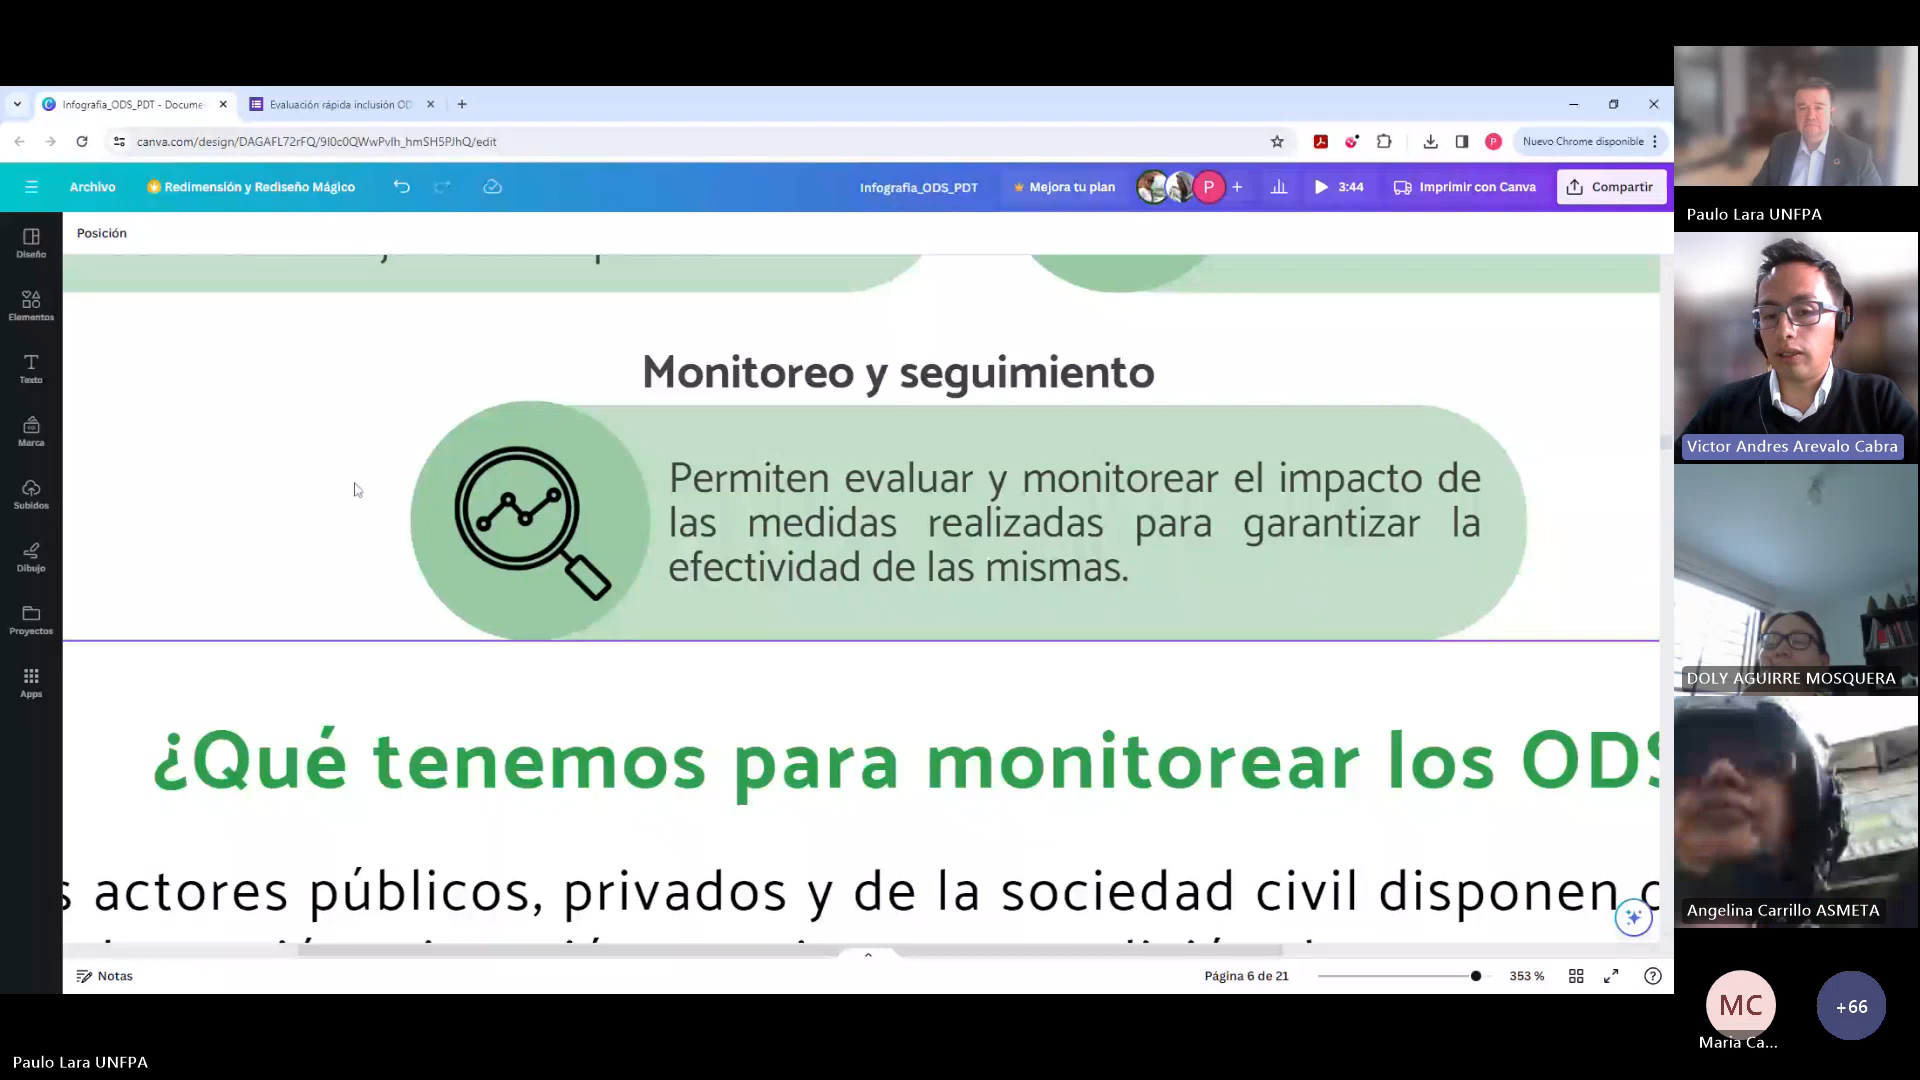 Infografía_ODS_PDT - Docume
Evaluación rápida inclusión OD
canva.com/design/DAGAFL72rFQ/9I0c0QWwPvlh_hmSH5PJhQ/edit
P
Nuevo Chrome disponible
Archivo
Redimensión y Rediseño Mágico
Infografía_ODS_PDT
Mejora tu plan
P
3:44
Imprimir con Canva
Compartir
Diseño
Elementos
Texto
Marca
Subidos
Dibujo
Proyectos
Apps
Posición
Monitoreo y seguimiento
Permiten evaluar y monitorear el impacto de
las medidas realizadas para garantizar la
efectividad de las mismas.
¿Qué tenemos para monitorear los ODS
s actores públicos, privados y de la sociedad civil disponen
Notas
Página 6 de 21
353 %
Paulo Lara UNFPA
Victor Andres Arevalo Cabra
DOLY AGUIRRE MOSQUERA
Angelina Carrillo ASMETA
MC
+66
Maria Ca...
Paulo Lara UNFPA